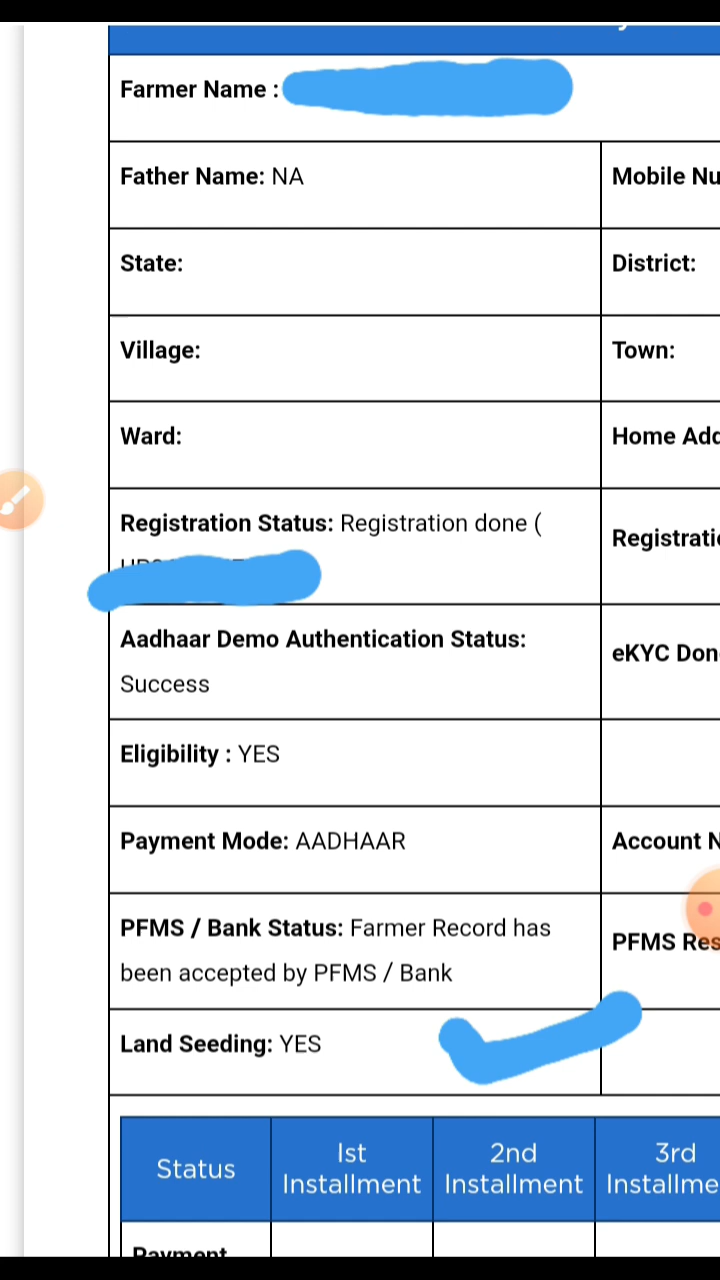 Farmer Name :
Father Name: NA
Mobile Nu
State:
District:
Village:
Town:
Ward:
Home Add
Registration Status: Registration done (
Registratio
Aadhaar Demo Authentication Status:
Success
eKYC Don
Eligibility : YES
Payment Mode: AADHAAR
Account N
PFMS / Bank Status: Farmer Record has
been accepted by PFMS / Bank
PFMS Res
Land Seeding: YES
Status
Ist
Installment
2nd
Installment
3rd
Installme
Payment